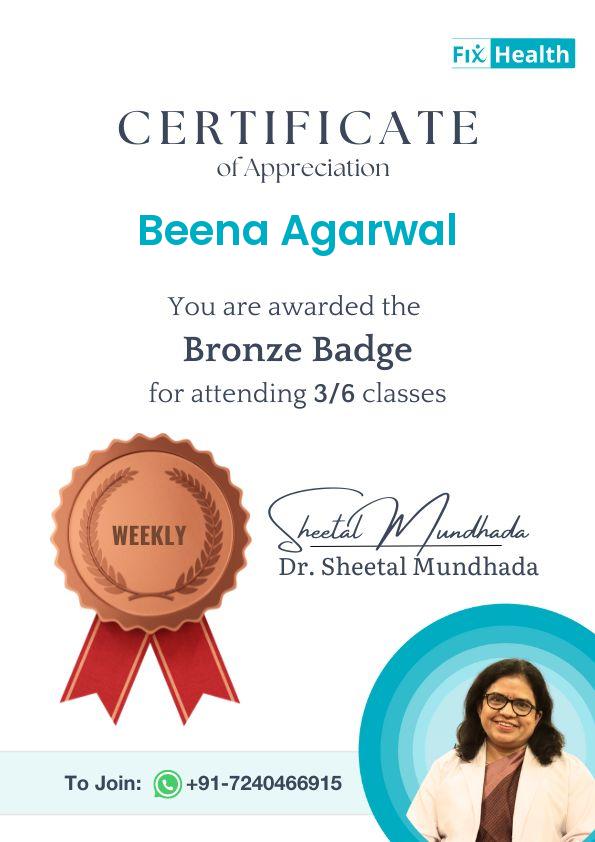 Fix Health
CERTIFICATE
of Appreciation
Beena Agarwal
You are awarded the
Bronze Badge
for attending 3/6 classes
WEEKLY
Sheetal Mundhada
Dr. Sheetal Mundhada
To Join: +91-7240466915